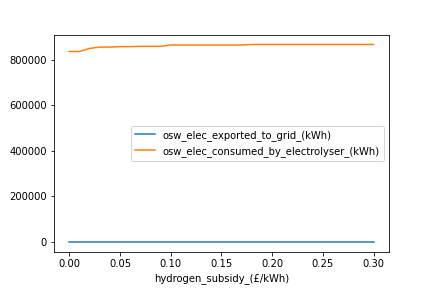 800000
600000
400000
200000
0
osw_elec_exported_to_grid_(kWh)
osw_elec_consumed_by_electrolyser_(kWh)
0.00 0.05 0.10 0.15 0.20 0.25 0.30
hydrogen_subsidy_(£/kWh)